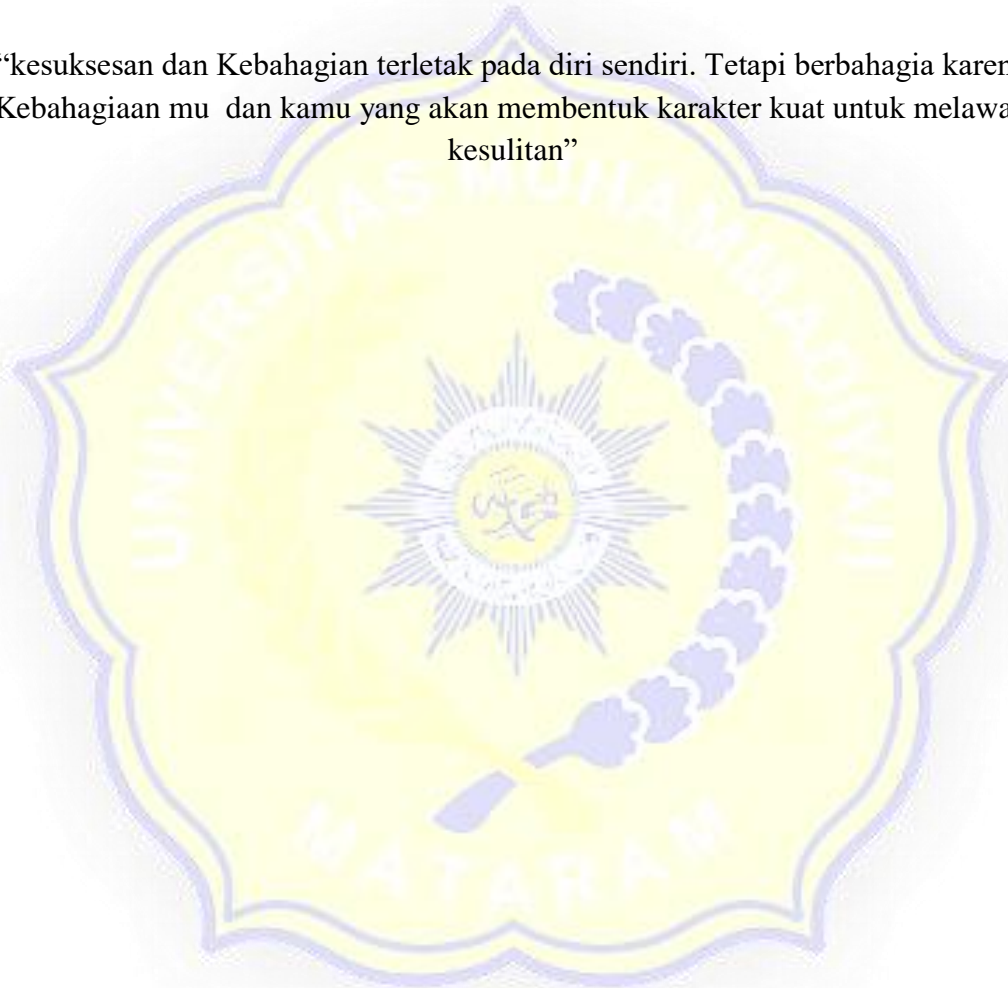 “kesuksesan dan Kebahagian terletak pada diri sendiri. Tetapi berbahagia karen
Kebahagiaan mu dan kamu yang akan membentuk karakter kuat untuk melawa
kesulitan”
UNIVERSITAS MUHAMMADIYAH
MATARAM